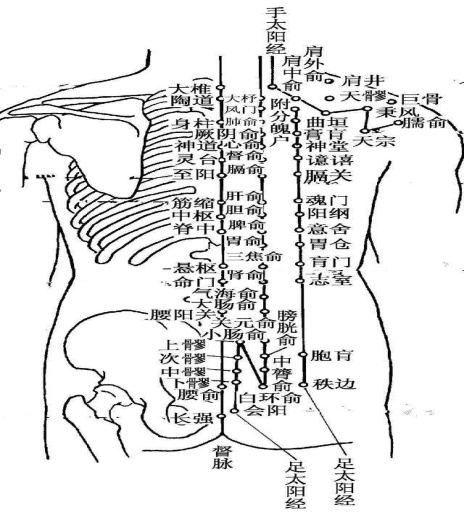 手太阳经
肩外俞
肩中俞
肩井
天髎
巨骨
秉风
臑俞
曲垣
天宗
大椎
陶道
身柱
神道
灵台
至阳
筋缩
中枢
脊中
悬枢
命门
腰阳关
上髎
次髎
中髎
下髎
腰俞
长强
大杼
风门
肺俞
厥阴俞
心俞
督俞
膈俞
肝俞
胆俞
脾俞
胃俞
三焦俞
肾俞
气海俞
大肠俞
关元俞
小肠俞
膀胱俞
中膂俞
白环俞
会阳
附分
魄户
膏肓
神堂
譩譆
膈关
魂门
阳纲
意舍
胃仓
肓门
志室
胞肓
秩边
督脉
足太阳经
足太阳经